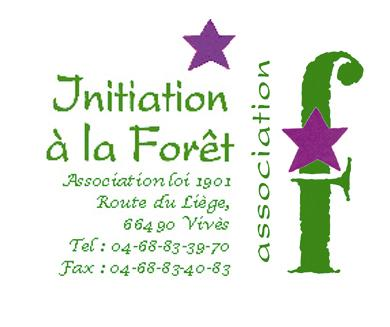 Initiation
à la Forêt
Association loi 1901
Route du Liège,
66490 Vivès
Tel : 04-68-83-39-70
Fax : 04-68-83-40-83
association
f